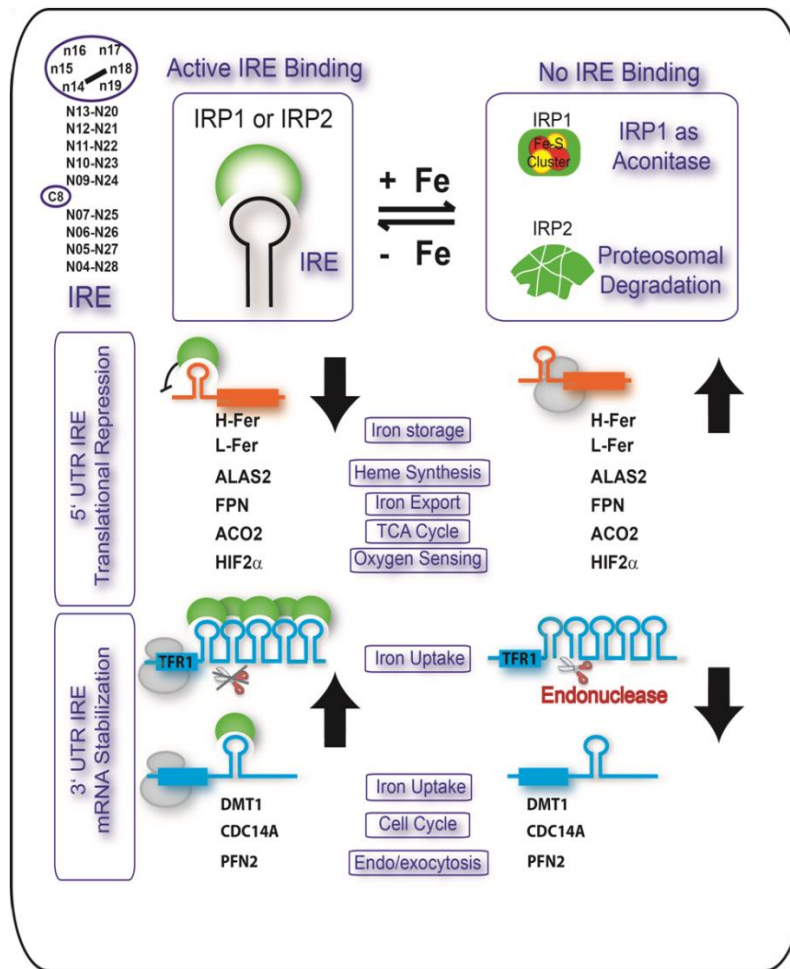 n16 n17
n15 n18
n14 n19
N13-N20
N12-N21
N11-N22
N10-N23
N09-N24
C8
N07-N25
N06-N26
N05-N27
N04-N28
IRE
Active IRE Binding
IRP1 or IRP2
IRE
+ Fe
- Fe
No IRE Binding
IRP1
Fe-S
Cluster
IRP1 as
Aconitase
IRP2
Proteosomal
Degradation
5' UTR IRE
Translational Repression
H-Fer
L-Fer
ALAS2
FPN
ACO2
HIF2α
Iron storage
Heme Synthesis
Iron Export
TCA Cycle
Oxygen Sensing
H-Fer
L-Fer
ALAS2
FPN
ACO2
HIF2α
3' UTR IRE
mRNA Stabilization
TFR1
Iron Uptake
TFR1
Endonuclease
DMT1
CDC14A
PFN2
Iron Uptake
Cell Cycle
Endo/exocytosis
DMT1
CDC14A
PFN2